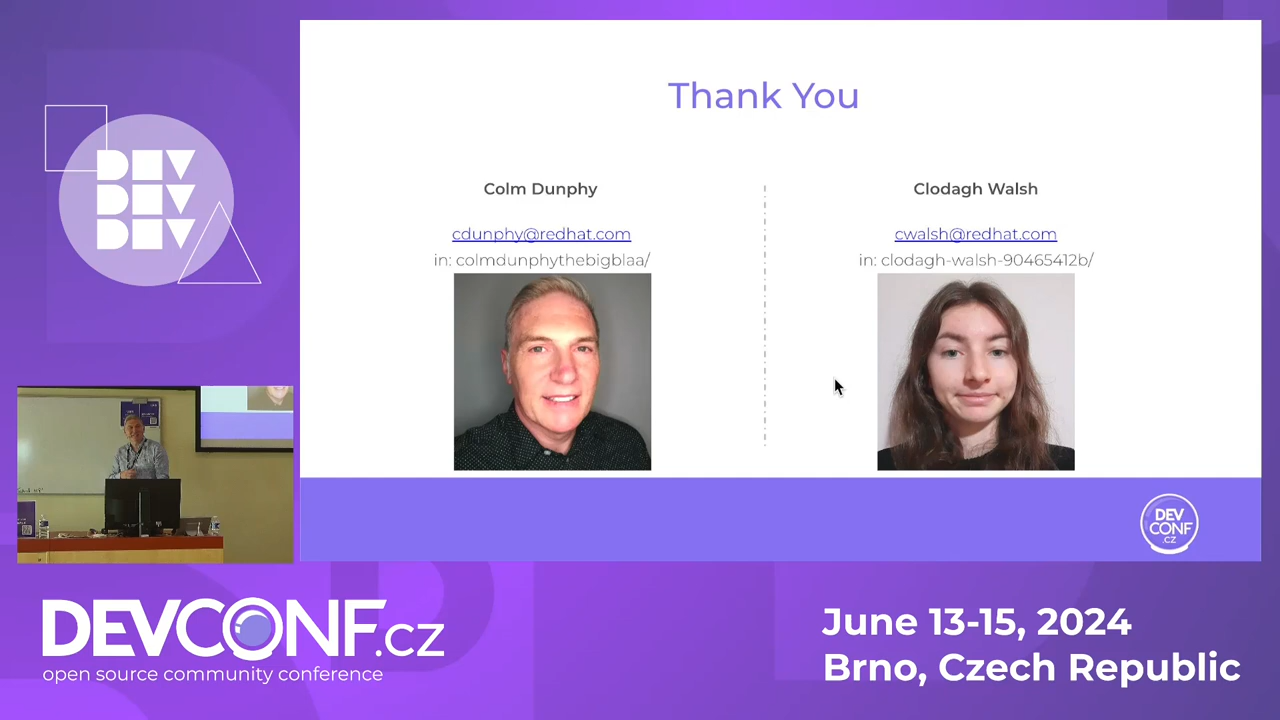 DEV
DEV
DEV
Thank You
Colm Dunphy
cdunphy@redhat.com
in: colmdunphythebigblaa/
Clodagh Walsh
cwalsh@redhat.com
in: clodagh-walsh-90465412b/
DEV
CONF
.CZ
DEVCONF.cz
open source community conference
June 13-15, 2024
Brno, Czech Republic